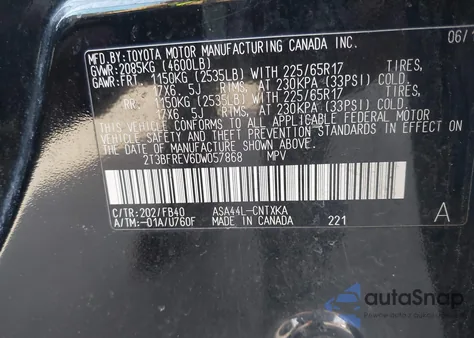 MFD.BY:TOYOTA MOTOR MANUFACTURING CANADA INC. 06/1
GVWR: 2085KG (4600LB)
GAWR:FRT 1150KG (2535LB) WITH 225/65R17 TIRES,
17X6.5J RIMS, AT 230KPA (33PSI) COLD.
RR: 1150KG (2535LB) WITH 225/65R17 TIRES,
17X6.5J RIMS, AT 230KPA (33PSI) COLD.
THIS VEHICLE CONFORMS TO ALL APPLICABLE FEDERAL MOTOR
VEHICLE SAFETY AND THEFT PREVENTION STANDARDS IN EFFECT ON
THE DATE OF MANUFACTURE SHOWN ABOVE.
2T3BFREV6DW057868 MPV
C/TR:202/FB40 ASA44L-CNTXKA A
A/TM:-01A/U760F MADE IN CANADA 221
autoSnap